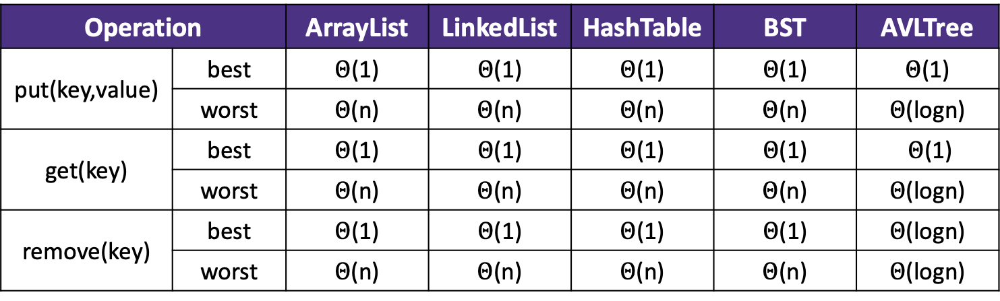 Operation ArrayList LinkedList HashTable BST AVLTree
put(key,value) best Θ(1) Θ(1) Θ(1) Θ(1) Θ(1)
worst Θ(n) Θ(n) Θ(n) Θ(n) Θ(logn)
get(key) best Θ(1) Θ(1) Θ(1) Θ(1) Θ(1)
worst Θ(n) Θ(n) Θ(n) Θ(n) Θ(logn)
remove(key) best Θ(1) Θ(1) Θ(1) Θ(1) Θ(logn)
worst Θ(n) Θ(n) Θ(n) Θ(n) Θ(logn)